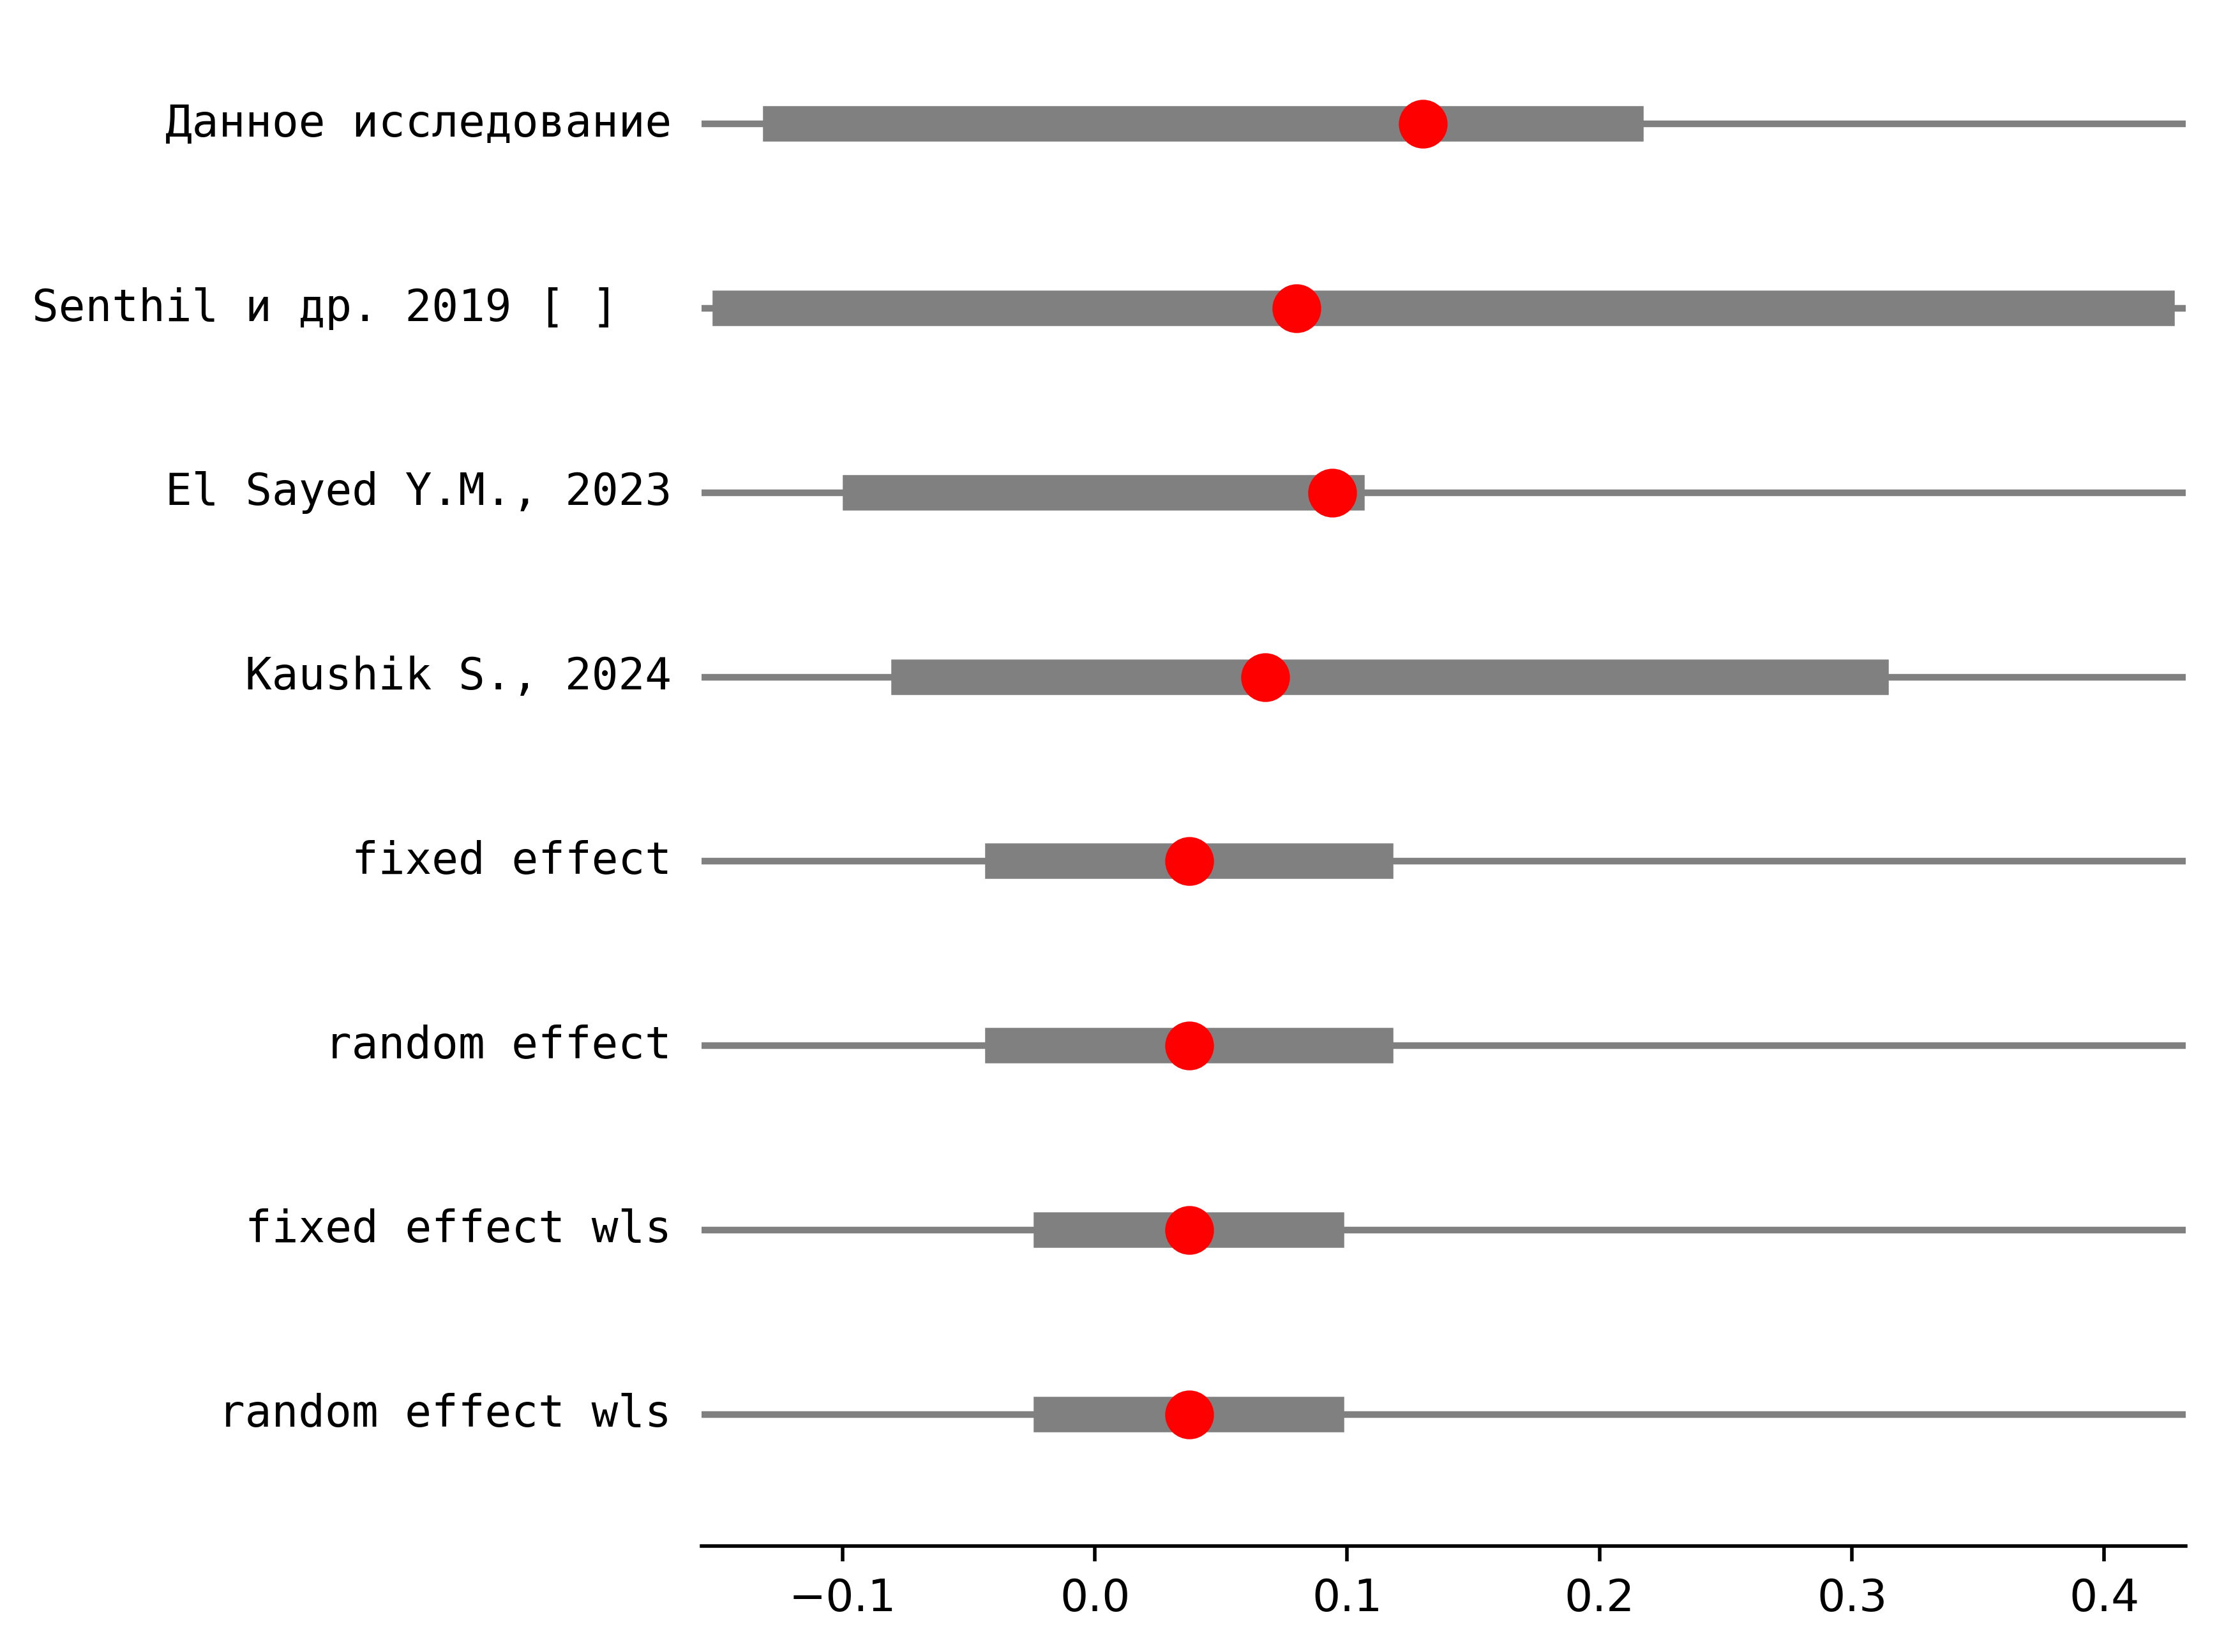 Данное исследование
Senthil и др. 2019 [ ]
El Sayed Y.M., 2023
Kaushik S., 2024
fixed effect
random effect
fixed effect wls
random effect wls
−0.1 0.0 0.1 0.2 0.3 0.4